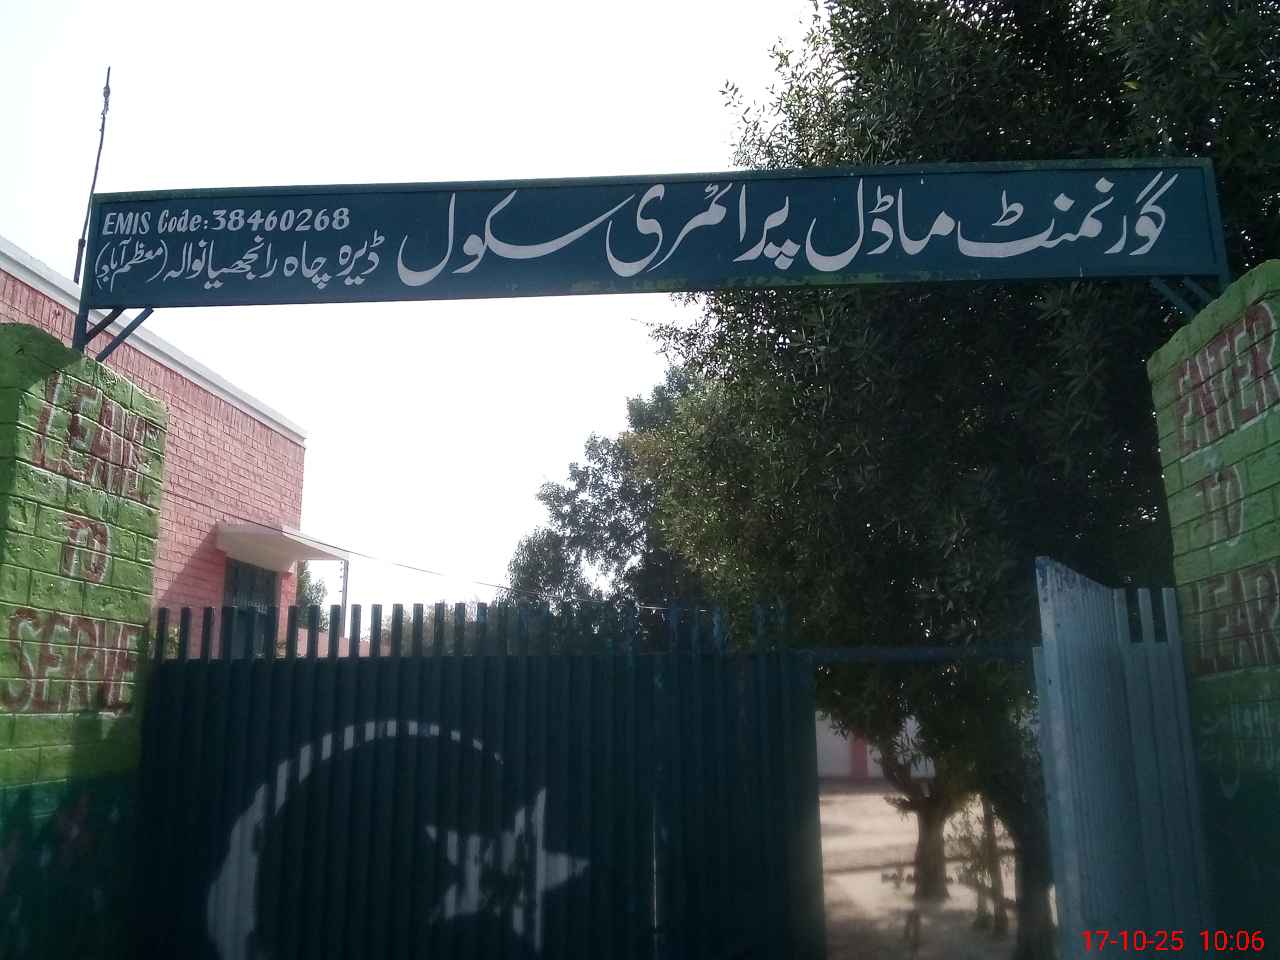 گورنمنٹ ماڈل پرائمری سکول
EMIS Code: 38460268
ڈیرہ چاہ رانجھیانوالہ (معظم آباد)
LEAVE
TO
SERVE
ENTER
TO
LEARN
17-10-25 10:06